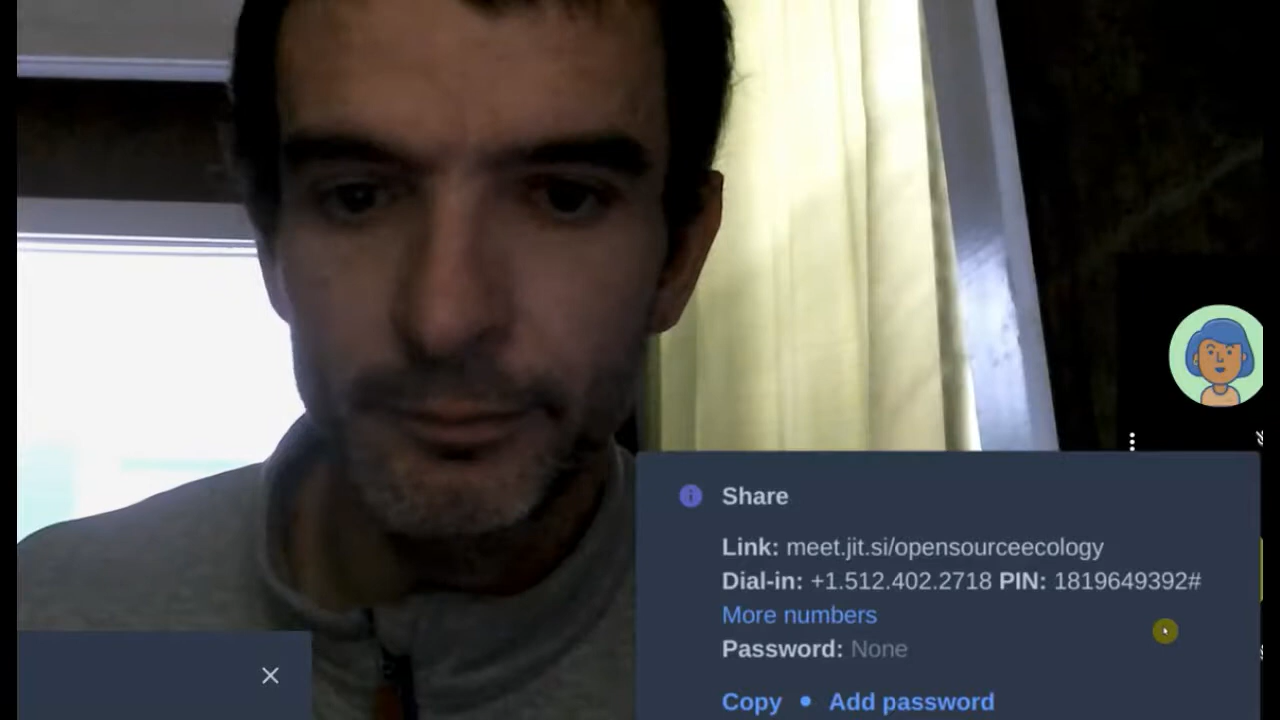 Share
Link: meet.jit.si/opensourceecology
Dial-in: +1.512.402.2718 PIN: 1819649392#
More numbers
Password: None
Copy • Add password